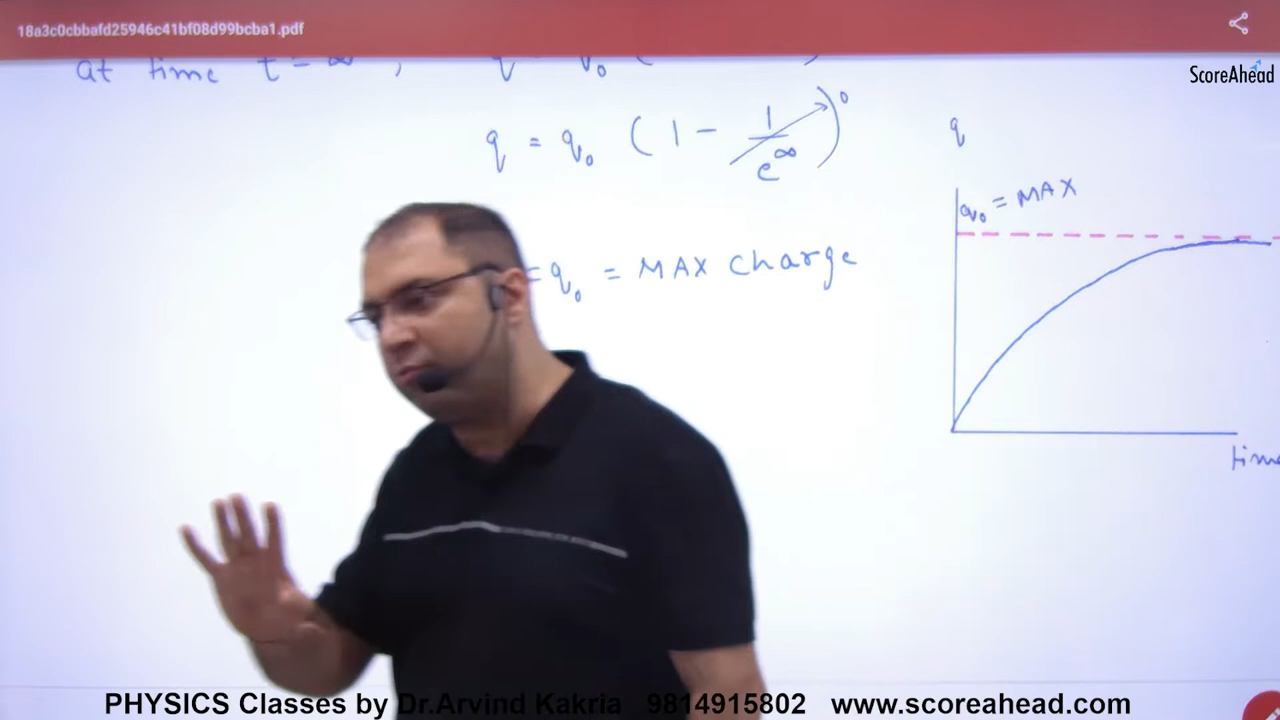 18a3c0cbbafd25946c41bf08d99bcba1.pdf
ScoreAhead
at time t = ∞ ,
q = q₀ ( 1 - 1/e^∞ )⁰
q
q₀ = MAX
= q₀ = MAX Charge
time
PHYSICS Classes by Dr.Arvind Kakria 9814915802 www.scoreahead.com